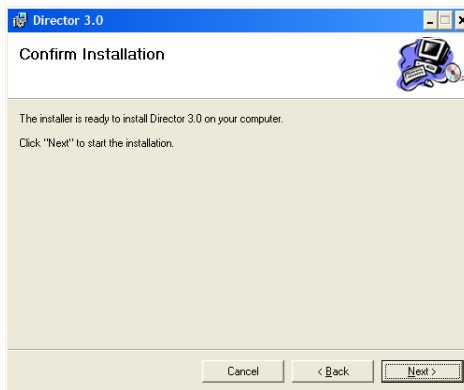 Director 3.0
Confirm Installation
The installer is ready to install Director 3.0 on your computer.
Click "Next" to start the installation.
Cancel
< Back
Next >